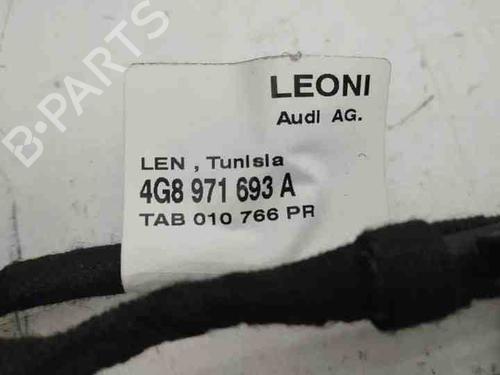 B-PARTS
LEONI
Audi AG.
LEN , Tunisia
4G8 971 693 A
TAB 010 766 PR